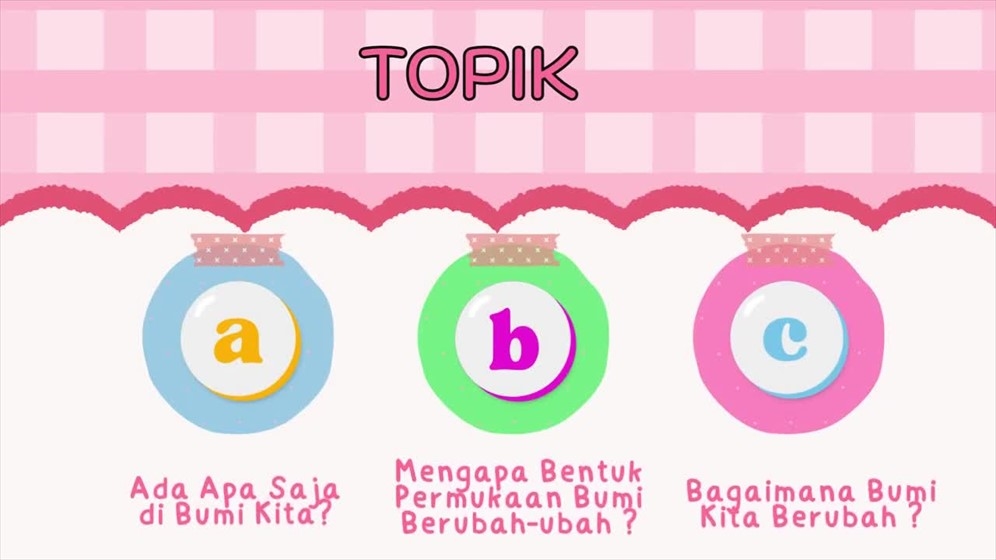 TOPIK
a
Ada Apa Saja
di Bumi Kita?
b
Mengapa Bentuk
Permukaan Bumi
Berubah-ubah ?
c
Bagaimana Bumi
Kita Berubah ?